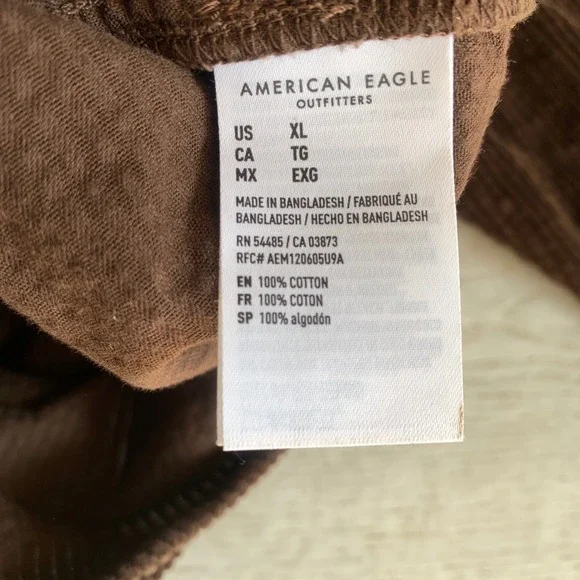 AMERICAN EAGLE
OUTFITTERS
US XL
CA TG
MX EXG
MADE IN BANGLADESH / FABRIQUÉ AU
BANGLADESH / HECHO EN BANGLADESH
RN 54485 / CA 03873
RFC# AEM120605U9A
EN 100% COTTON
FR 100% COTON
SP 100% algodón